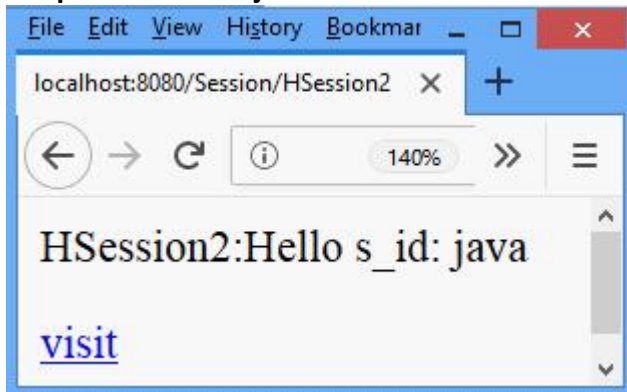 File Edit View History Bookmar
localhost:8080/Session/HSession2
140%
HSession2:Hello s_id: java
visit